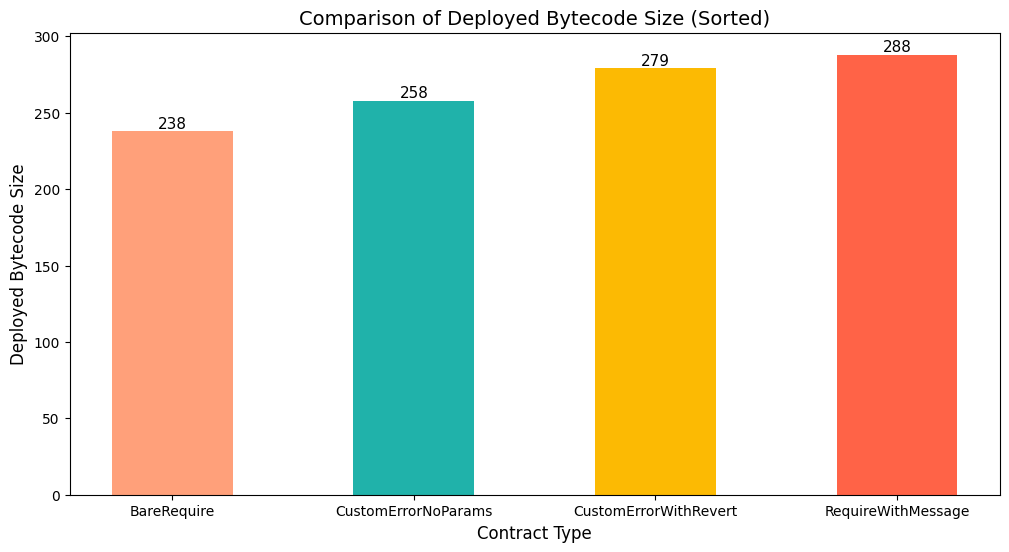 Comparison of Deployed Bytecode Size (Sorted)
Deployed Bytecode Size
300
250
200
150
100
50
0
238
258
279
288
BareRequire
CustomErrorNoParams
CustomErrorWithRevert
RequireWithMessage
Contract Type